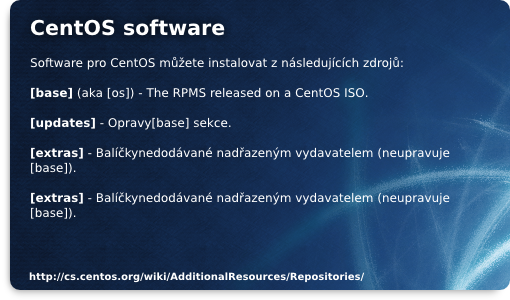 CentOS software
Software pro CentOS můžete instalovat z následujících zdrojů:
[base] (aka [os]) - The RPMS released on a CentOS ISO.
[updates] - Opravy[base] sekce.
[extras] - Balíčkynedodávané nadřazeným vydavatelem (neupravuje
[base]).
[extras] - Balíčkynedodávané nadřazeným vydavatelem (neupravuje
[base]).
http://cs.centos.org/wiki/AdditionalResources/Repositories/